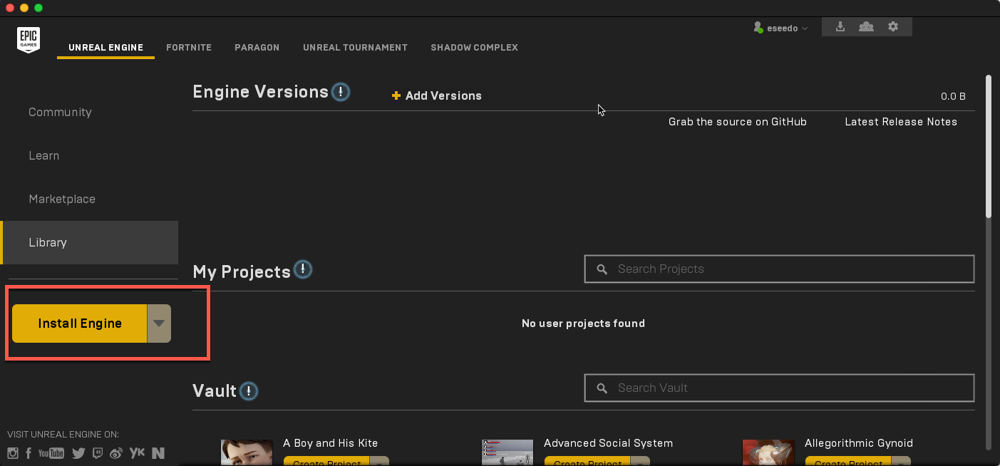 EPIC
GAMES
eseedo
UNREAL ENGINE
FORTNITE
PARAGON
UNREAL TOURNAMENT
SHADOW COMPLEX
Community
Learn
Marketplace
Library
Install Engine
Engine Versions
+ Add Versions
0.0 B
Grab the source on GitHub
Latest Release Notes
My Projects
Search Projects
No user projects found
Vault
Search Vault
A Boy and His Kite
Create Project
Advanced Social System
Create Project
Allegorithmic Gynoid
Create Project
VISIT UNREAL ENGINE ON:
YouTube